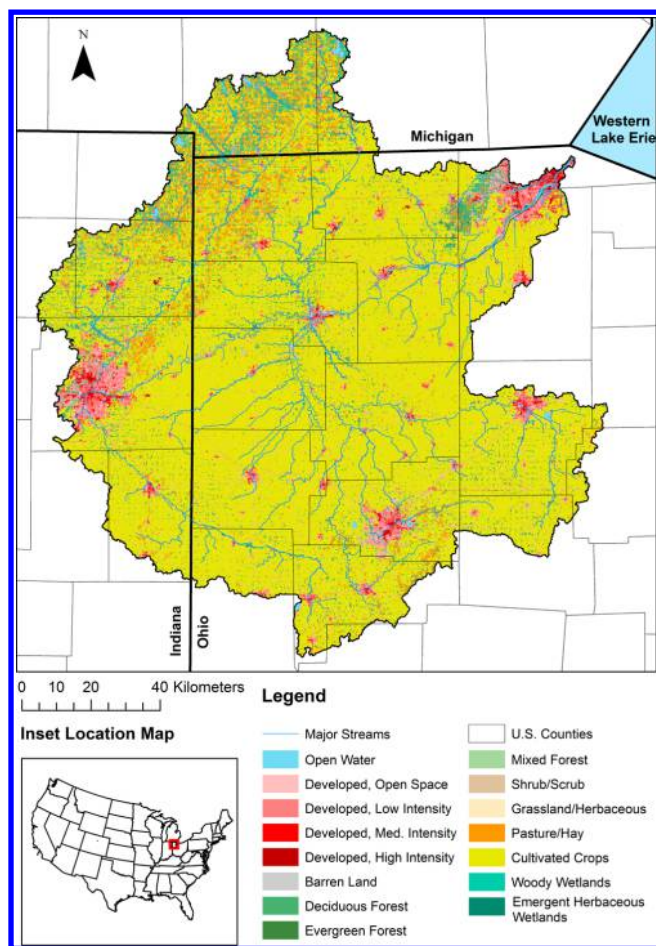 N
Michigan
Western
Lake Erie
Indiana
Ohio
0 20 40 Kilometers
Legend
Inset Location Map
Major Streams
Open Water
Developed, Open Space
Developed, Low Intensity
Developed, Med. Intensity
Developed, High Intensity
Barren Land
Deciduous Forest
Evergreen Forest
U.S. Counties
Mixed Forest
Shrub/Scrub
Grassland/Herbaceous
Pasture/Hay
Cultivated Crops
Woody Wetlands
Emergent Herbaceous
Wetlands